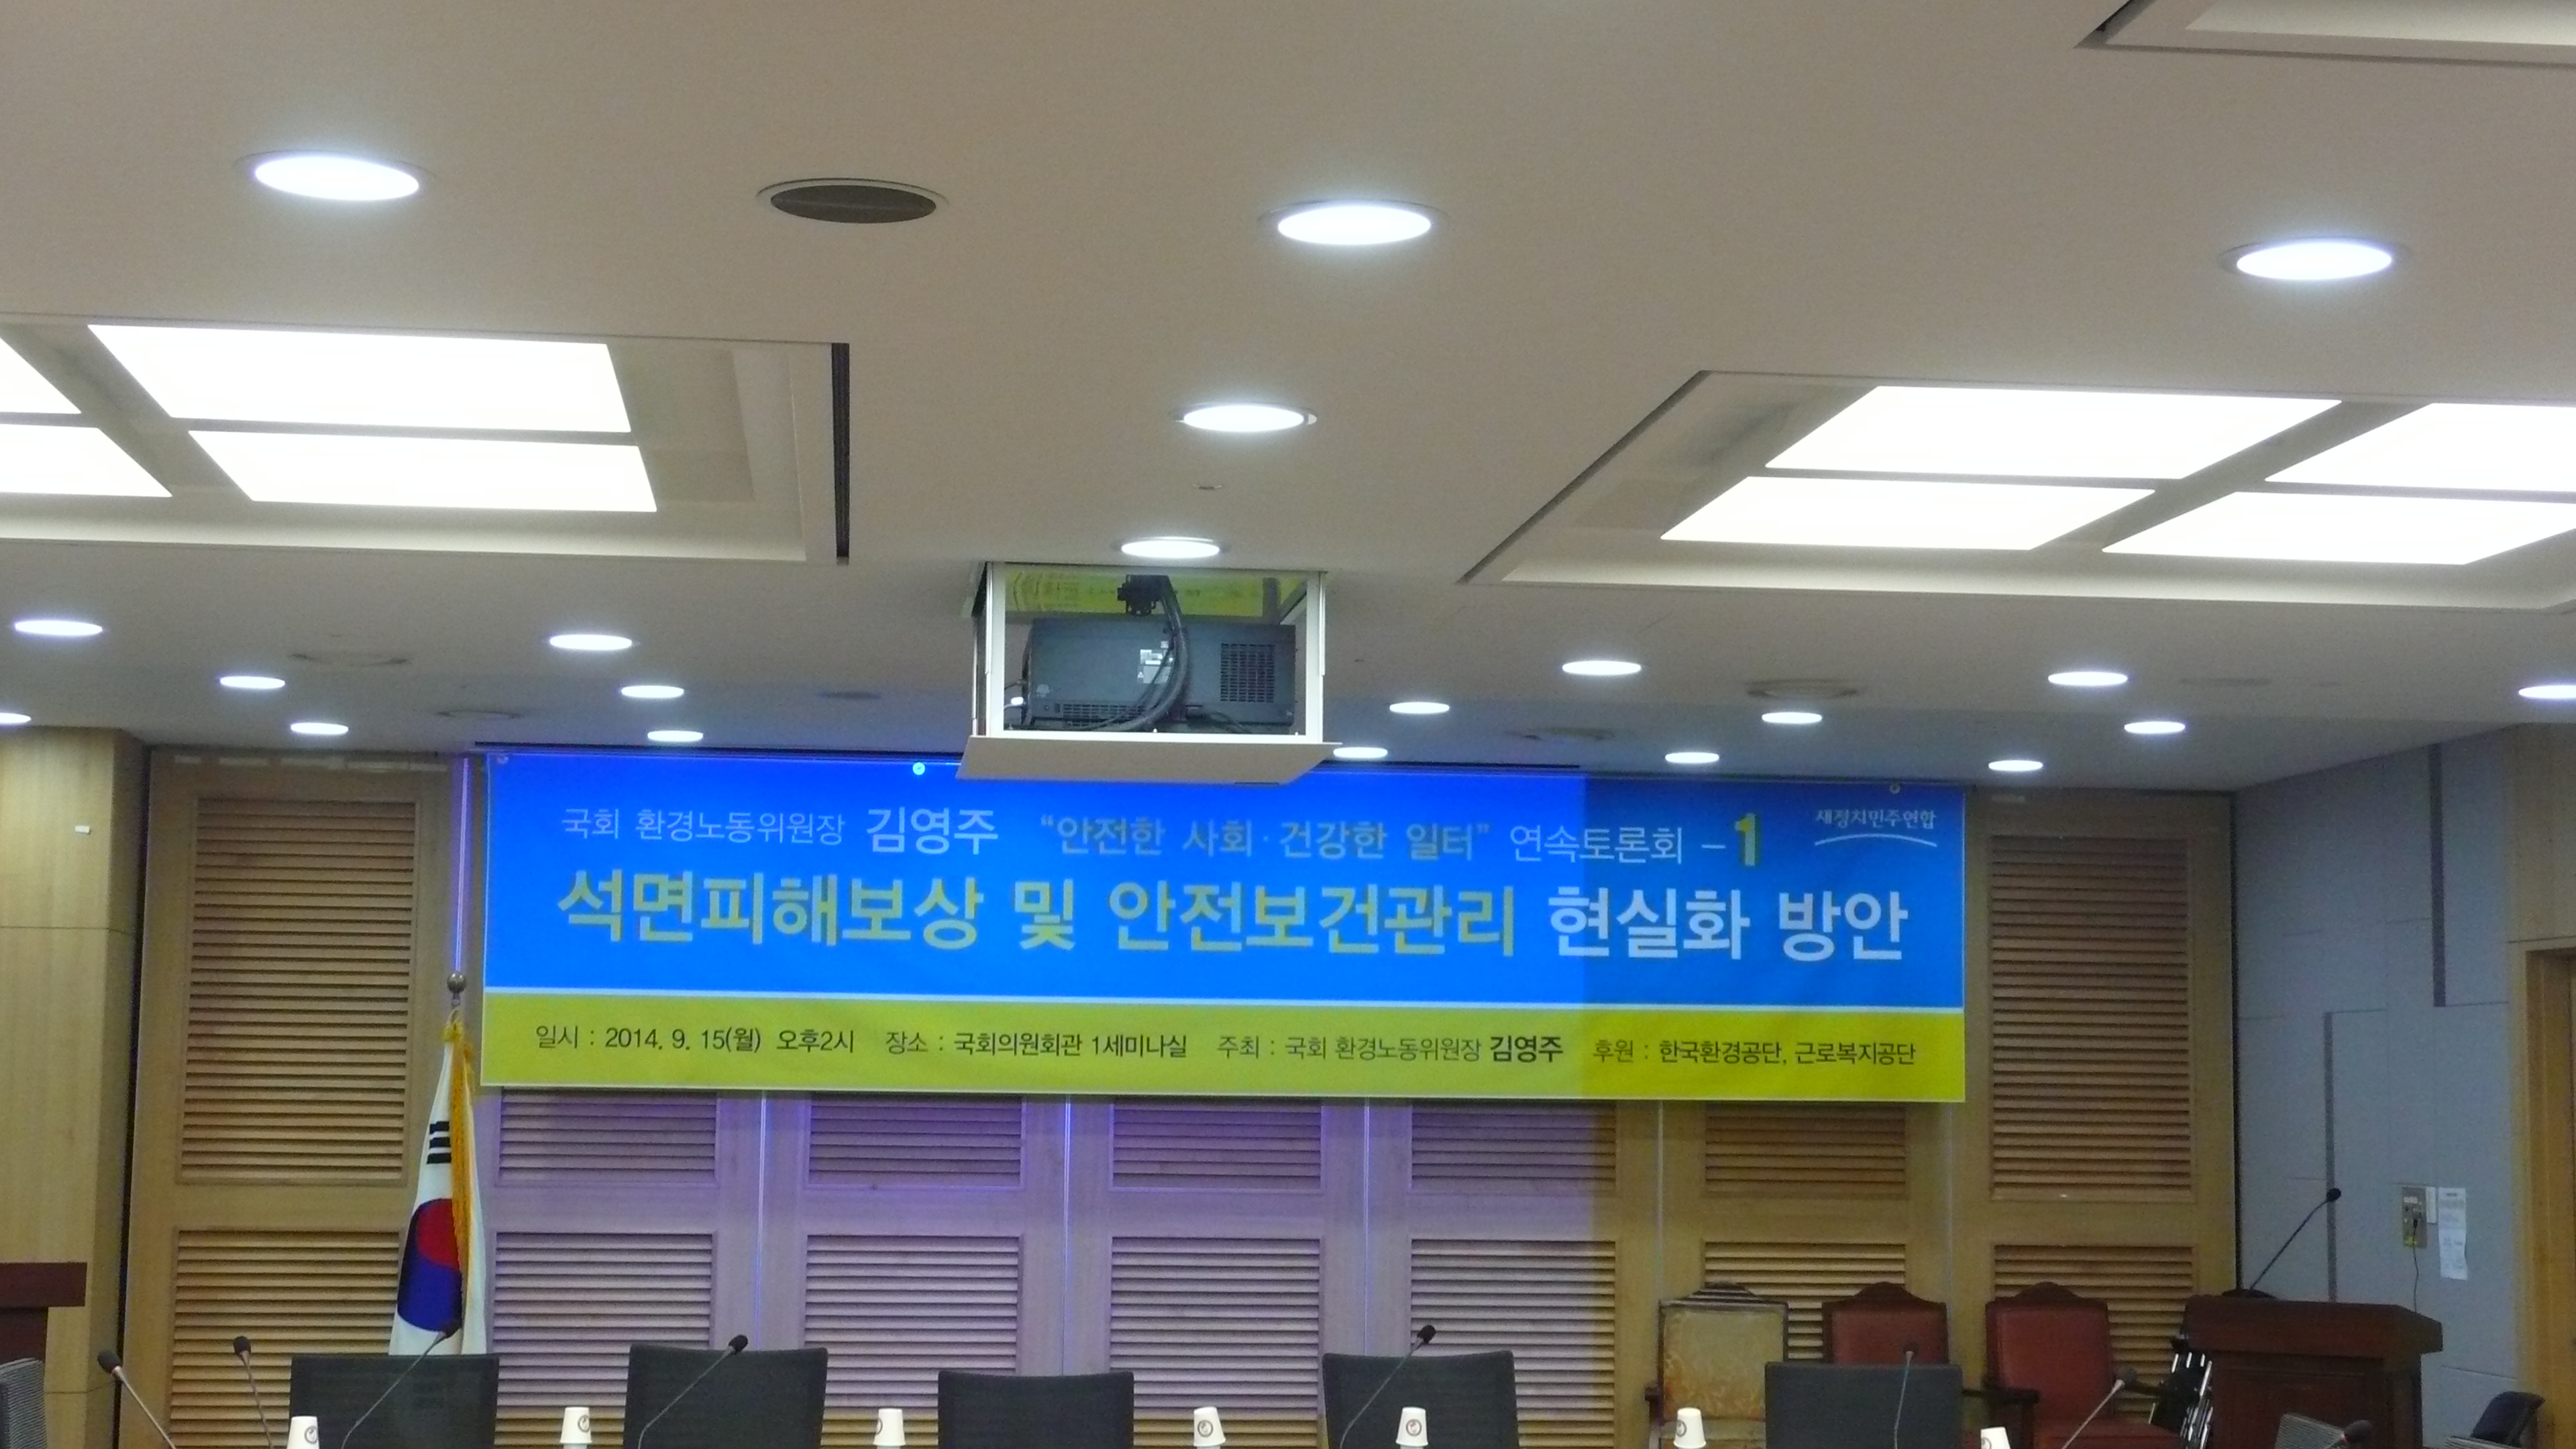 국회 환경노동위원장 김영주 “안전한 사회·건강한 일터” 연속토론회 -1
새정치민주연합
석면피해보상 및 안전보건관리 현실화 방안
일시 : 2014. 9. 15(월) 오후2시 장소 : 국회의원회관 1세미나실 주최 : 국회 환경노동위원장 김영주 후원 : 한국환경공단, 근로복지공단